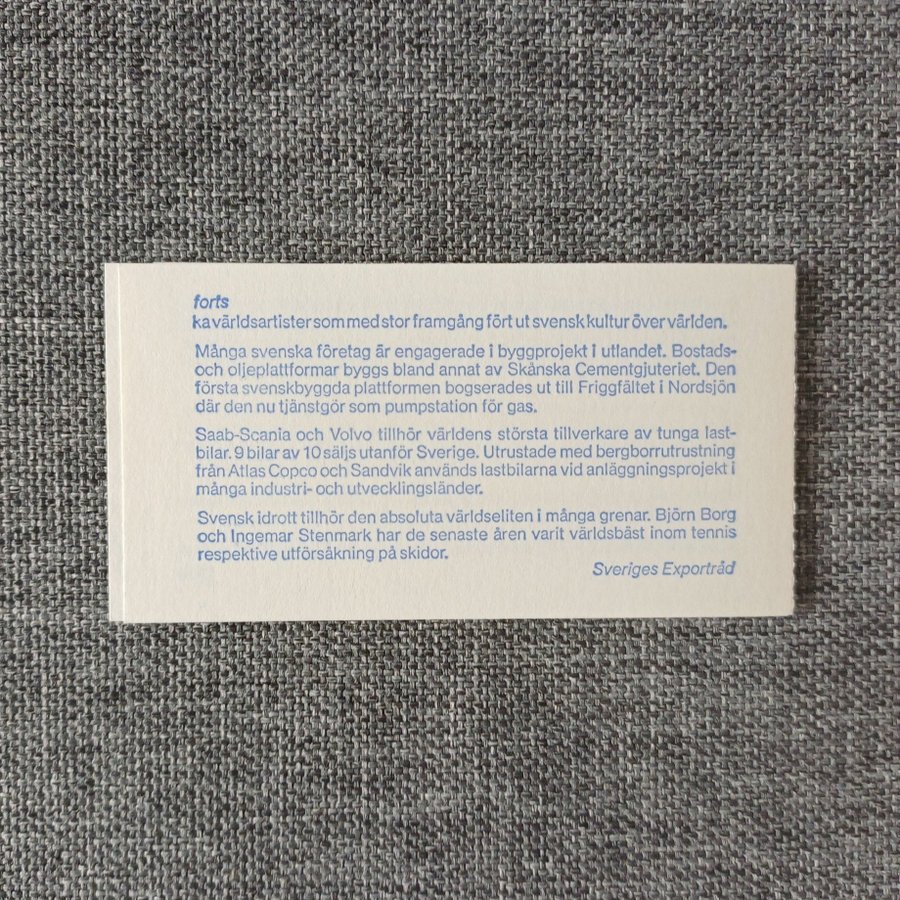 forts
ka världsartister som med stor framgång fört ut svensk kultur över världen.
Många svenska företag är engagerade i byggprojekt i utlandet. Bostads-
och oljeplattformar byggs bland annat av Skånska Cementgjuteriet. Den
första svenskbyggda plattformen bogserades ut till Friggfältet i Nordsjön
där den nu tjänstgör som pumpstation för gas.
Saab-Scania och Volvo tillhör världens största tillverkare av tunga last-
bilar. 9 bilar av 10 säljs utanför Sverige. Utrustade med bergborrutrustning
från Atlas Copco och Sandvik används lastbilarna vid anläggningsprojekt i
många industri- och utvecklingsländer.
Svensk idrott tillhör den absoluta världseliten i många grenar. Björn Borg
och Ingemar Stenmark har de senaste åren varit världsbäst inom tennis
respektive utförsåkning på skidor.
Sveriges Exportråd